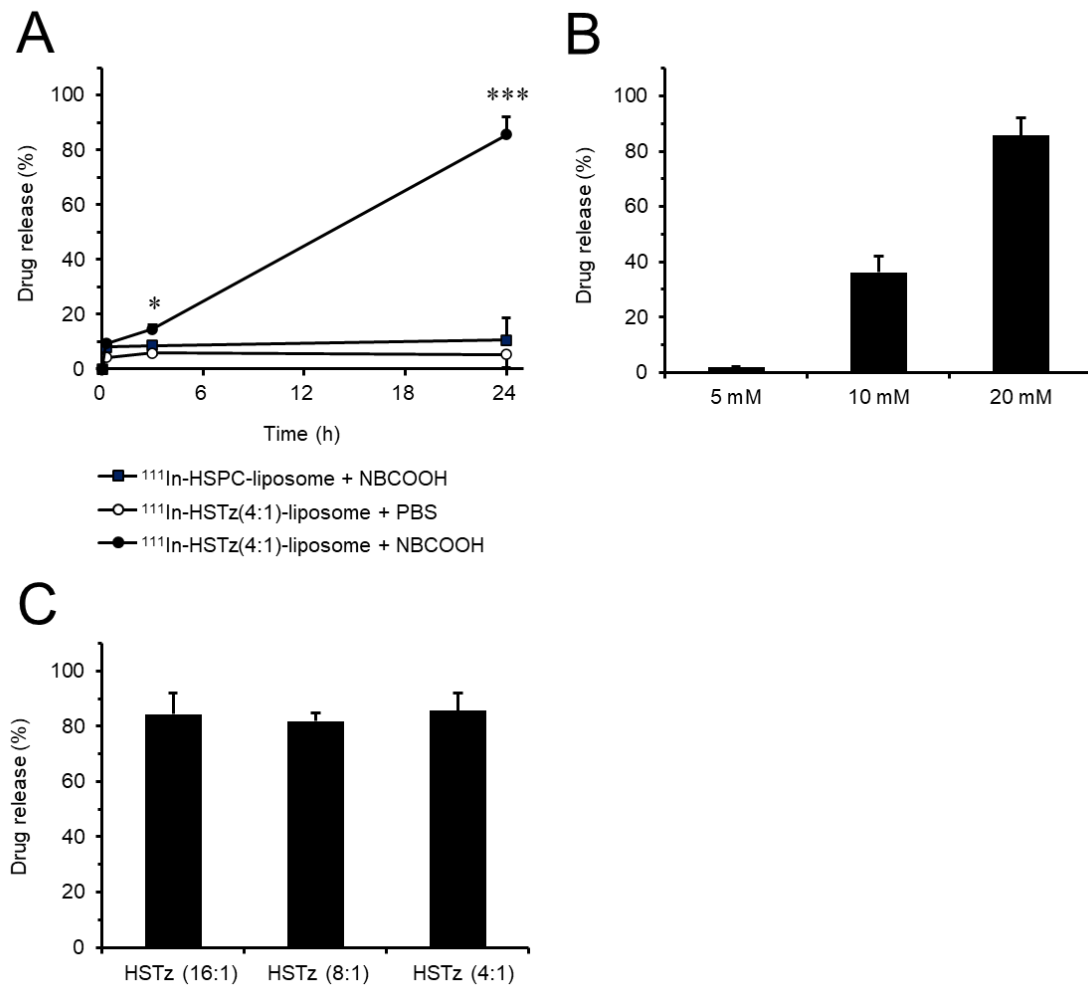 A
Drug release (%)
100
80
60
40
20
0
*
***
0 6 12 18 24
Time (h)
¹¹¹In-HSPC-liposome + NBCOOH
¹¹¹In-HSTz(4:1)-liposome + PBS
¹¹¹In-HSTz(4:1)-liposome + NBCOOH
B
Drug release (%)
100
80
60
40
20
0
5 mM 10 mM 20 mM
C
Drug release (%)
100
80
60
40
20
0
HSTz (16:1) HSTz (8:1) HSTz (4:1)